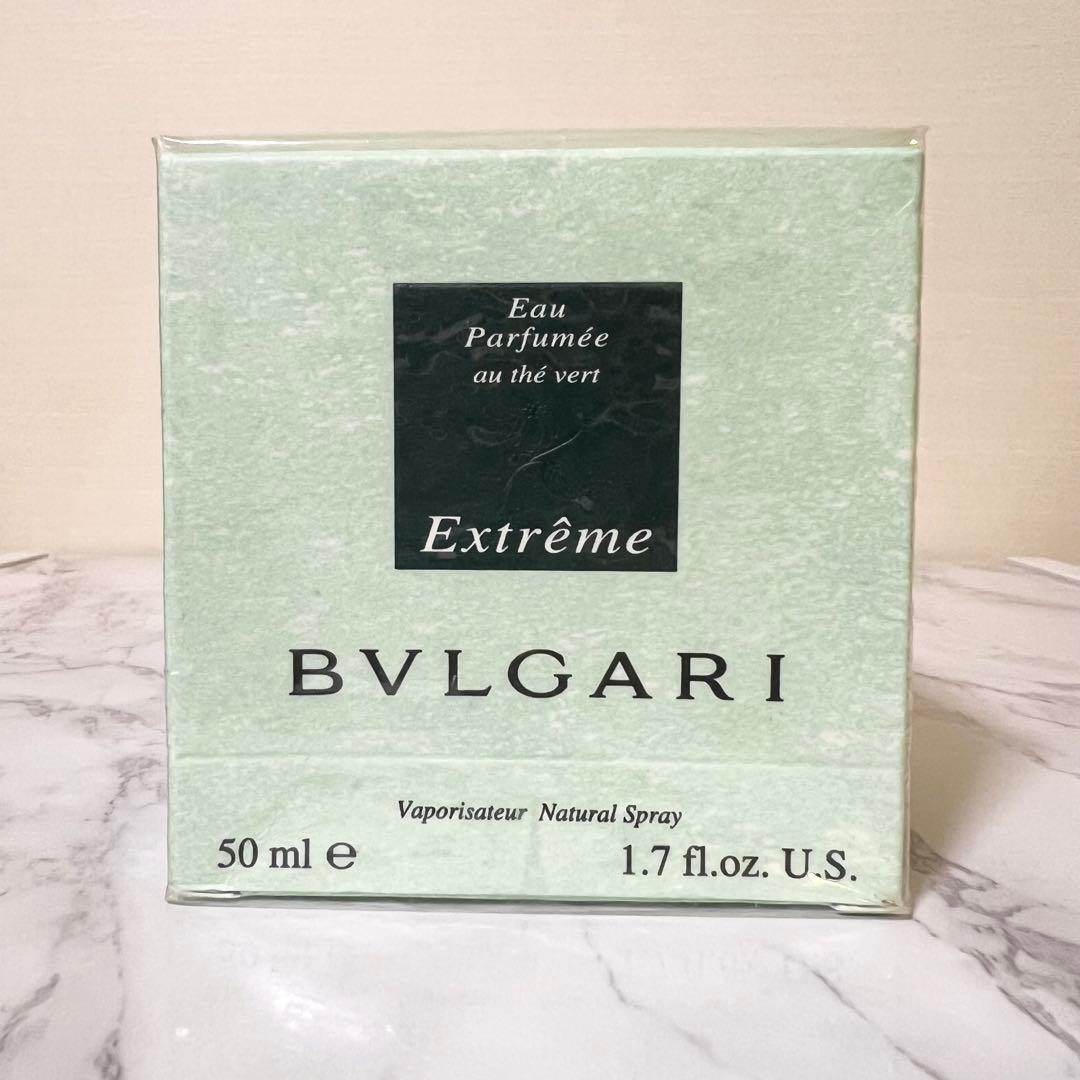 Eau
Parfumée
au thé vert
Extrême
BVLGARI
Vaporisateur Natural Spray
50 ml ℮ 1.7 fl.oz. U.S.